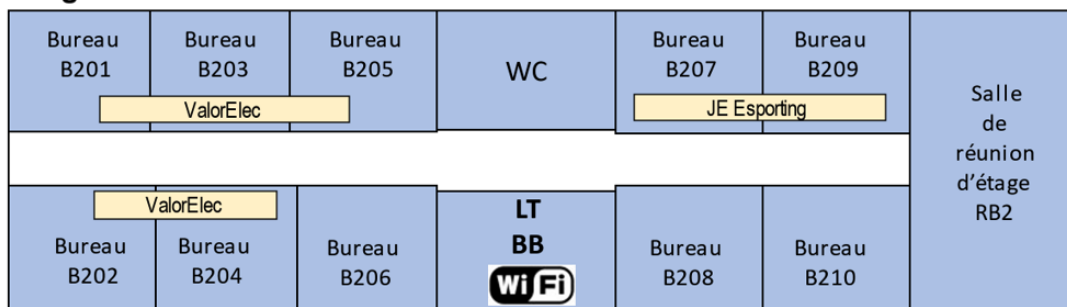 Bureau
B201
Bureau
B203
Bureau
B205
WC
Bureau
B207
Bureau
B209
ValorElec
JE Esporting
Salle
de
réunion
d'étage
RB2
ValorElec
Bureau
B202
Bureau
B204
Bureau
B206
LT
BB
WiFi
Bureau
B208
Bureau
B210